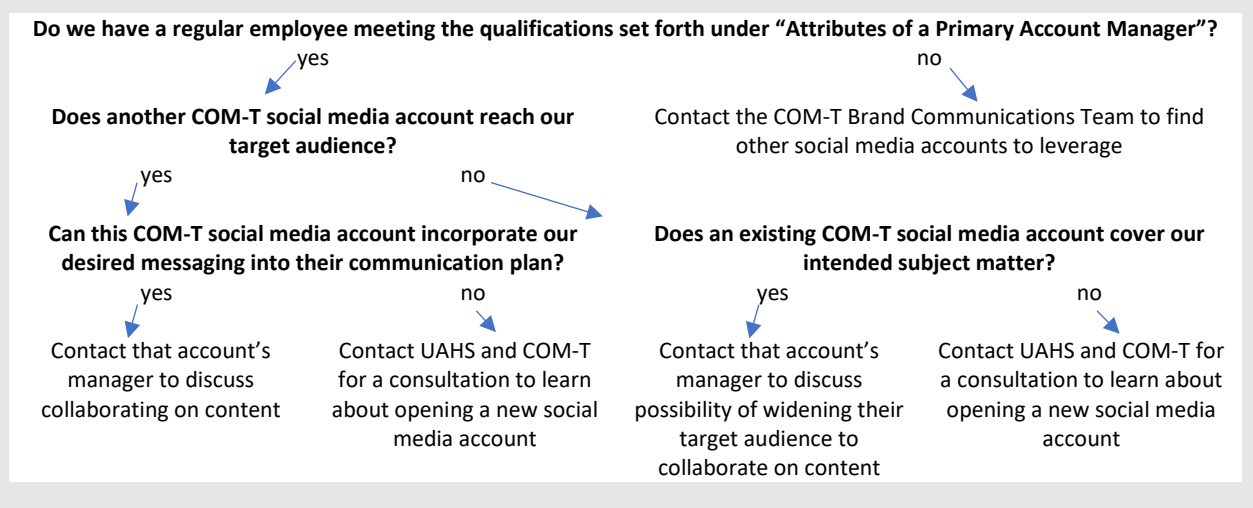 Do we have a regular employee meeting the qualifications set forth under “Attributes of a Primary Account Manager”?
yes
no
Does another COM-T social media account reach our
target audience?
Contact the COM-T Brand Communications Team to find
other social media accounts to leverage
yes
no
Can this COM-T social media account incorporate our
desired messaging into their communication plan?
Does an existing COM-T social media account cover our
intended subject matter?
yes
no
yes
no
Contact that account’s
manager to discuss
collaborating on content
Contact UAHS and COM-T
for a consultation to learn
about opening a new social
media account
Contact that account’s
manager to discuss
possibility of widening their
target audience to
collaborate on content
Contact UAHS and COM-T for
a consultation to learn about
opening a new social media
account